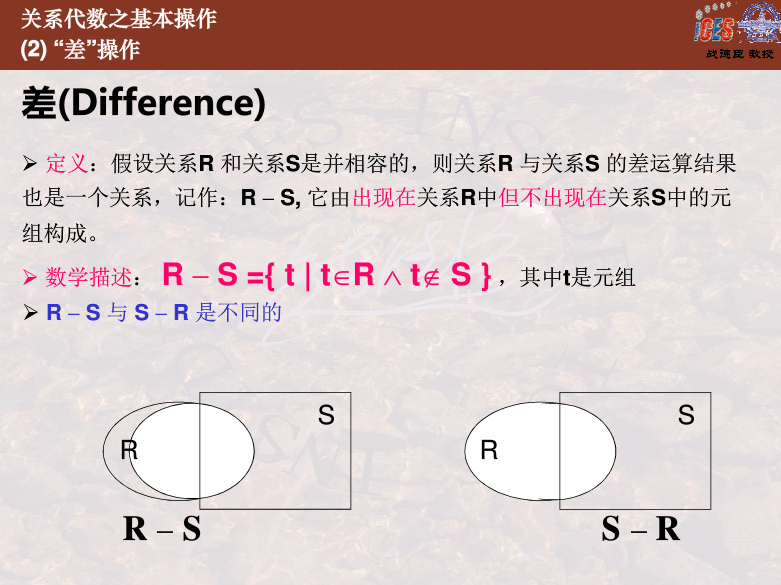 关系代数之基本操作
(2) “差”操作
ICES
战德臣 教授
差(Difference)
➢ 定义：假设关系R 和关系S是并相容的，则关系R 与关系S 的差运算结果
也是一个关系，记作：R – S, 它由出现在关系R中但不出现在关系S中的元
组构成。
➢ 数学描述： R – S ={ t | t∈R ∧ t∉ S } ，其中t是元组
➢ R – S 与 S – R 是不同的
R S
R S
R – S
S – R